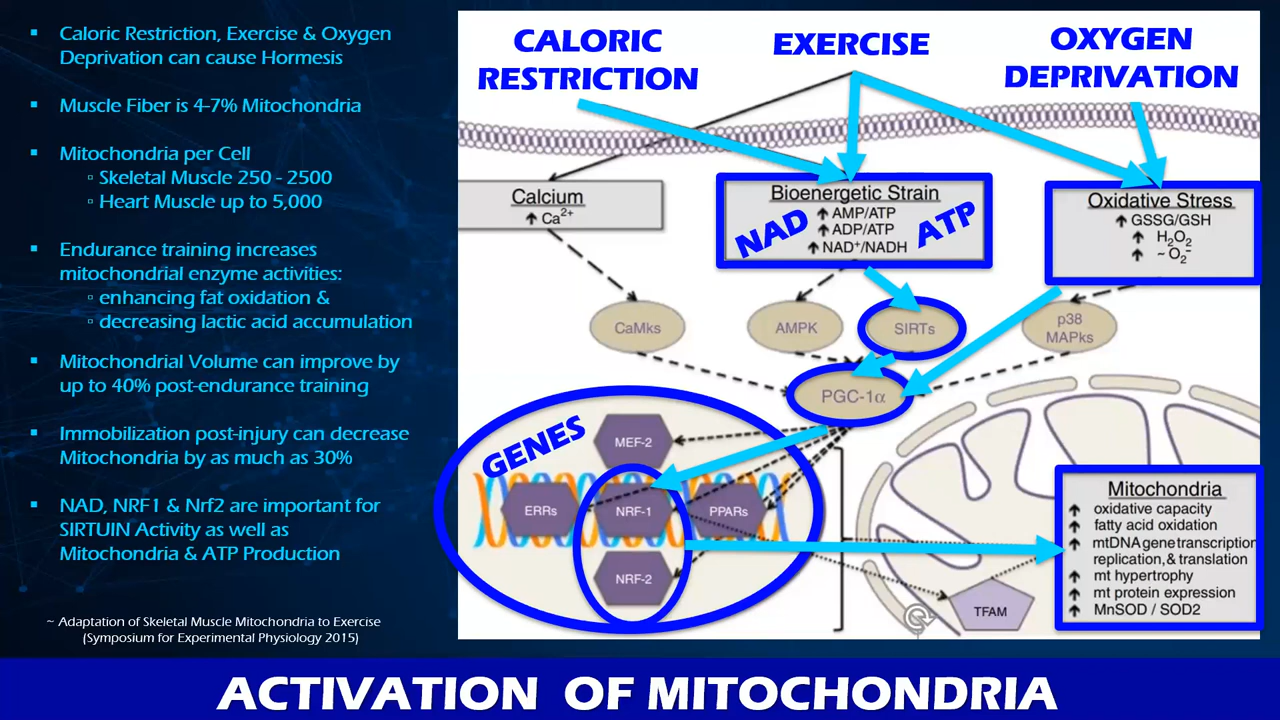 ▪ Caloric Restriction, Exercise & Oxygen
Deprivation can cause Hormesis
▪ Muscle Fiber is 4-7% Mitochondria
▪ Mitochondria per Cell
▫ Skeletal Muscle 250 - 2500
▫ Heart Muscle up to 5,000
▪ Endurance training increases
mitochondrial enzyme activities:
▫ enhancing fat oxidation &
▫ decreasing lactic acid accumulation
▪ Mitochondrial Volume can improve by
up to 40% post-endurance training
▪ Immobilization post-injury can decrease
Mitochondria by as much as 30%
▪ NAD, NRF1 & Nrf2 are important for
SIRTUIN Activity as well as
Mitochondria & ATP Production
~ Adaptation of Skeletal Muscle Mitochondria to Exercise
(Symposium for Experimental Physiology 2015)
CALORIC
RESTRICTION
EXERCISE
OXYGEN
DEPRIVATION
Calcium
↑ Ca²⁺
Bioenergetic Strain
↑ AMP/ATP
↑ ADP/ATP
↑ NAD⁺/NADH
NAD
ATP
Oxidative Stress
↑ GSSG/GSH
↑ H₂O₂
↑ ~ O₂⁻
CaMks
AMPK
SIRTs
p38
MAPks
PGC-1α
GENES
MEF-2
ERRs
NRF-1
PPARs
NRF-2
TFAM
Mitochondria
↑ oxidative capacity
↑ fatty acid oxidation
↑ mtDNA gene transcription
replication, & translation
↑ mt hypertrophy
↑ mt protein expression
↑ MnSOD / SOD2
ACTIVATION OF MITOCHONDRIA